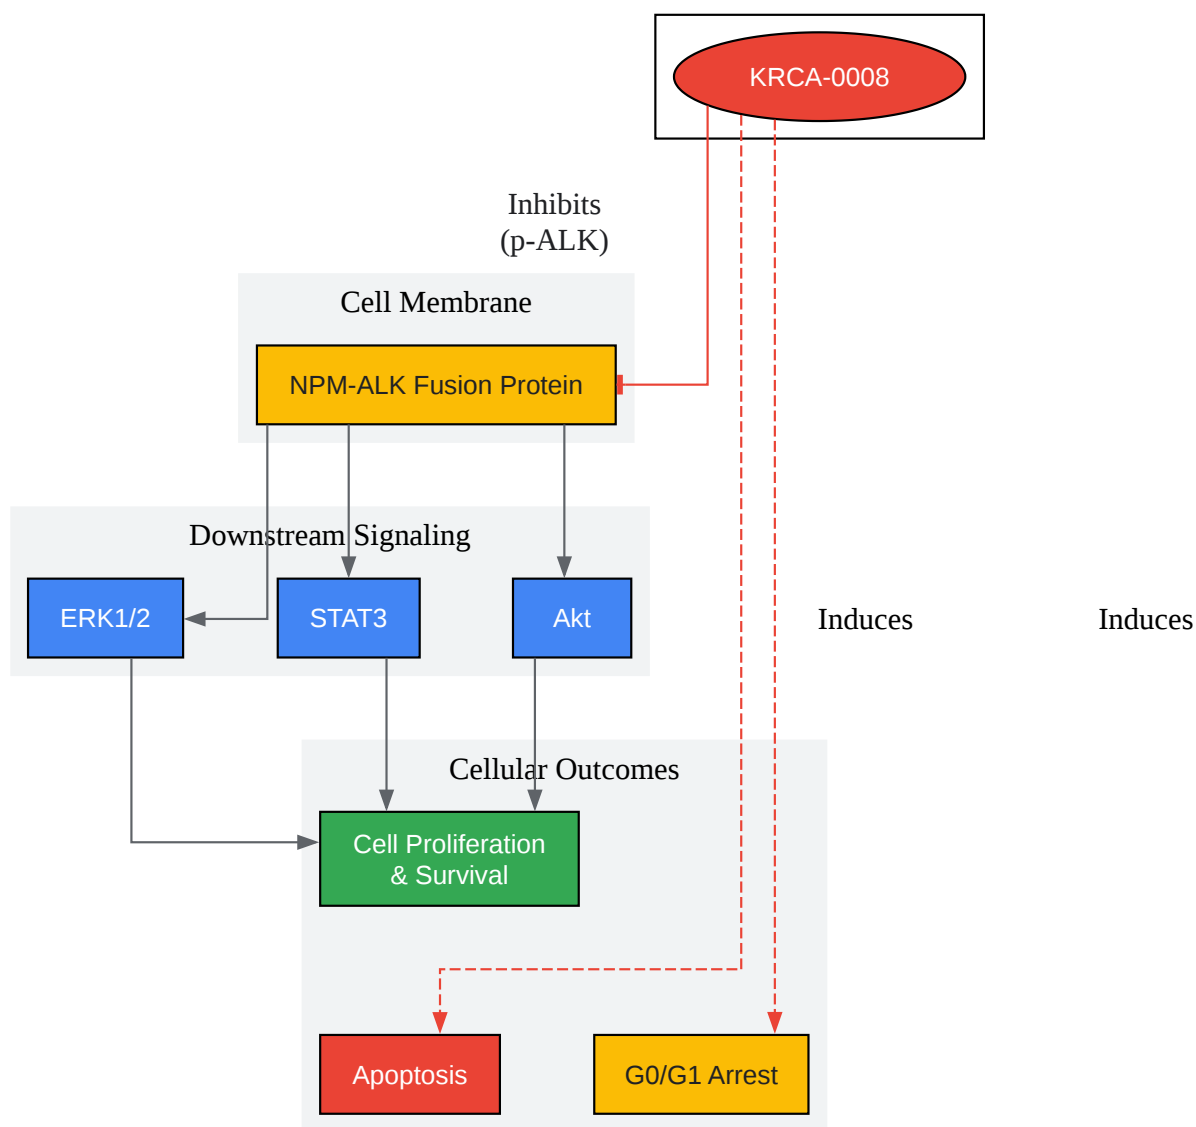 KRCA-0008
Inhibits
(p-ALK)
Cell Membrane
NPM-ALK Fusion Protein
Downstream Signaling
ERK1/2
STAT3
Akt
Induces
Induces
Cellular Outcomes
Cell Proliferation
& Survival
Apoptosis
G0/G1 Arrest